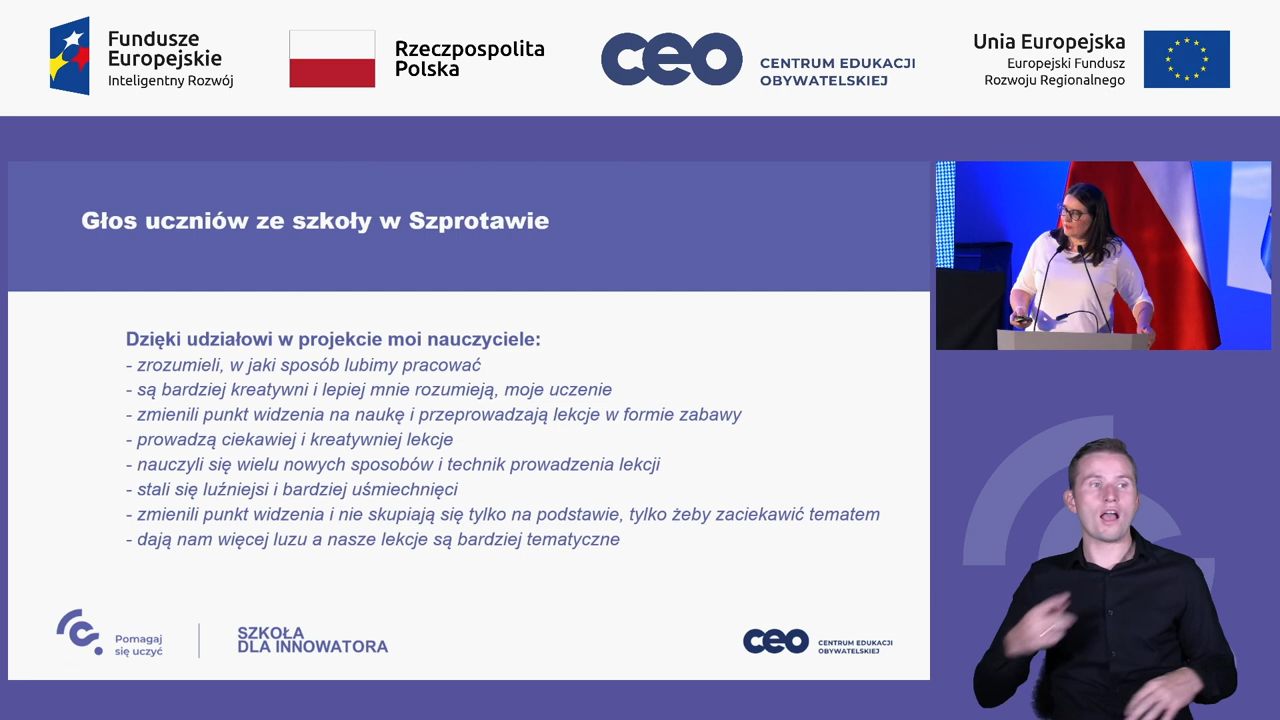 Fundusze
Europejskie
Inteligentny Rozwój
Rzeczpospolita
Polska
ceo
CENTRUM EDUKACJI
OBYWATELSKIEJ
Unia Europejska
Europejski Fundusz
Rozwoju Regionalnego
Głos uczniów ze szkoły w Szprotawie
Dzięki udziałowi w projekcie moi nauczyciele:
- zrozumieli, w jaki sposób lubimy pracować
- są bardziej kreatywni i lepiej mnie rozumieją, moje uczenie
- zmienili punkt widzenia na naukę i przeprowadzają lekcje w formie zabawy
- prowadzą ciekawiej i kreatywniej lekcje
- nauczyli się wielu nowych sposobów i technik prowadzenia lekcji
- stali się luźniejsi i bardziej uśmiechnięci
- zmienili punkt widzenia i nie skupiają się tylko na podstawie, tylko żeby zaciekawić tematem
- dają nam więcej luzu a nasze lekcje są bardziej tematyczne
Pomagaj
się uczyć
SZKOŁA
DLA INNOWATORA
ceo
CENTRUM EDUKACJI
OBYWATELSKIEJ